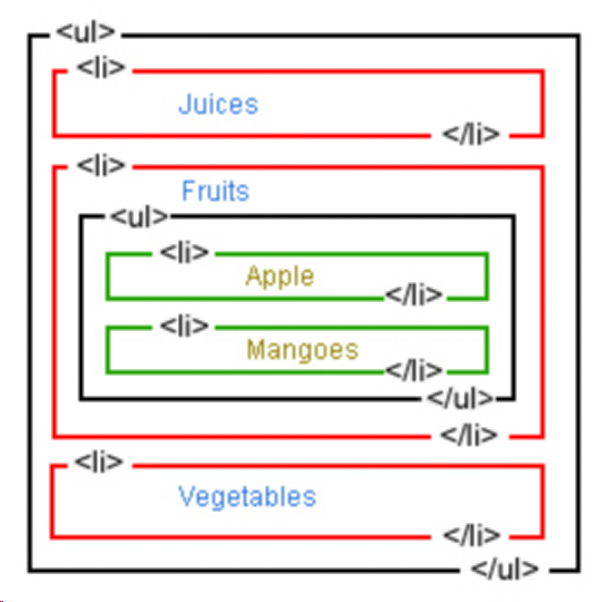 <ul>
<li>
Juices
</li>
<li>
Fruits
<ul>
<li>
Apple
</li>
<li>
Mangoes
</li>
</ul>
</li>
<li>
Vegetables
</li>
</ul>